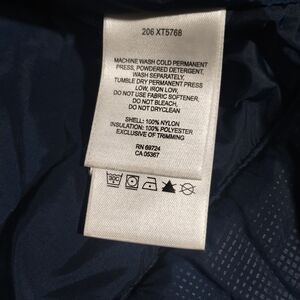 206 XT5768
MACHINE WASH COLD PERMANENT
PRESS, POWDERED DETERGENT,
WASH SEPARATELY,
TUMBLE DRY PERMANENT PRESS
LOW, IRON LOW,
DO NOT USE FABRIC SOFTENER,
DO NOT BLEACH,
DO NOT DRYCLEAN
SHELL: 100% NYLON
INSULATION: 100% POLYESTER
EXCLUSIVE OF TRIMMING
RN 69724
CA 05367